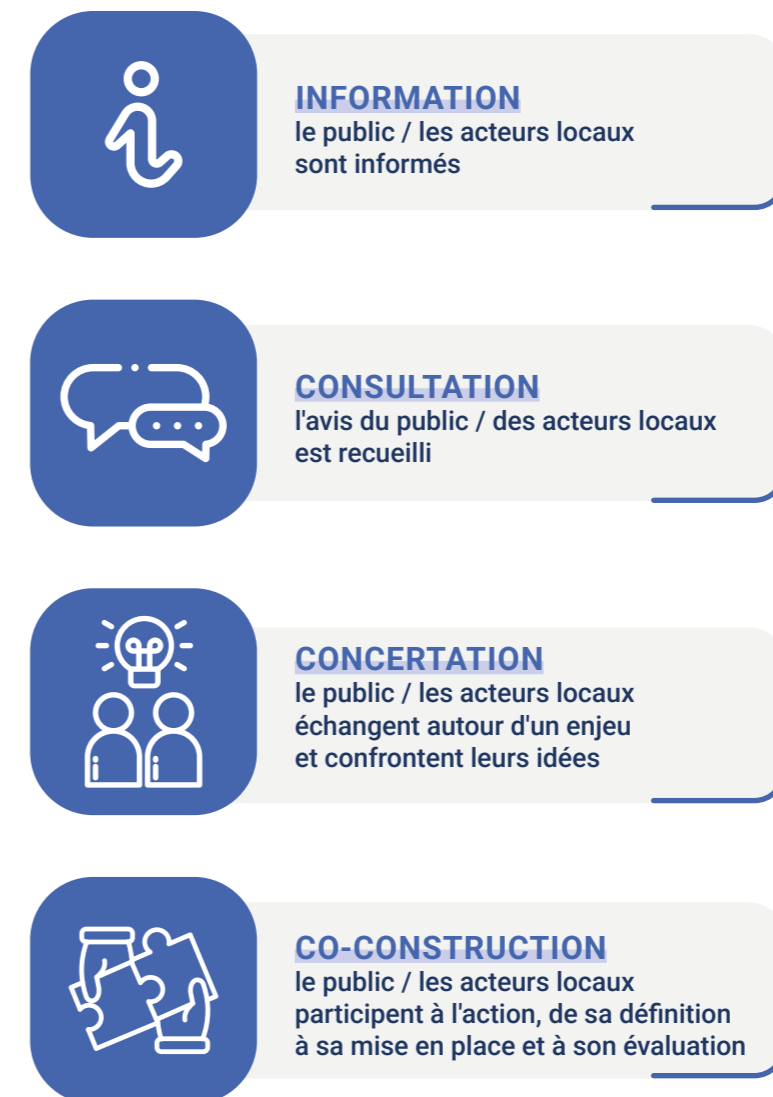 INFORMATION
le public / les acteurs locaux
sont informés
CONSULTATION
l'avis du public / des acteurs locaux
est recueilli
CONCERTATION
le public / les acteurs locaux
échangent autour d'un enjeu
et confrontent leurs idées
CO-CONSTRUCTION
le public / les acteurs locaux
participent à l'action, de sa définition
à sa mise en place et à son évaluation